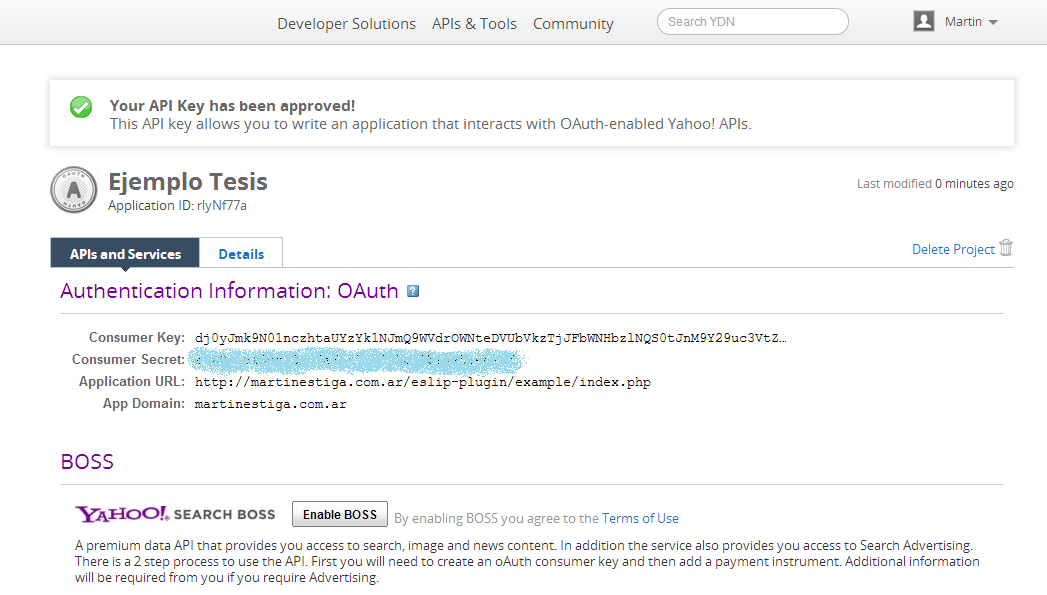 Developer Solutions APIs & Tools Community Search YDN Martin
Your API Key has been approved!
This API key allows you to write an application that interacts with OAuth-enabled Yahoo! APIs.
OAUTH A OAUTH
Ejemplo Tesis
Last modified 0 minutes ago
Application ID: rlyNf77a
APIs and Services Details
Delete Project
Authentication Information: OAuth ?
Consumer Key: dj0yJmk9N01nczhtaUYzYk1NJmQ9WVdrOWNteDVUbVkzTjJFbWNHbzlNQS0tJnM9Y29uc3VtZ…
Consumer Secret:
Application URL: http://martinestiga.com.ar/eslip-plugin/example/index.php
App Domain: martinestiga.com.ar
BOSS
YAHOO! SEARCH BOSS Enable BOSS By enabling BOSS you agree to the Terms of Use
A premium data API that provides you access to search, image and news content. In addition the service also provides you access to Search Advertising.
There is a 2 step process to use the API. First you will need to create an oAuth consumer key and then add a payment instrument. Additional information
will be required from you if you require Advertising.